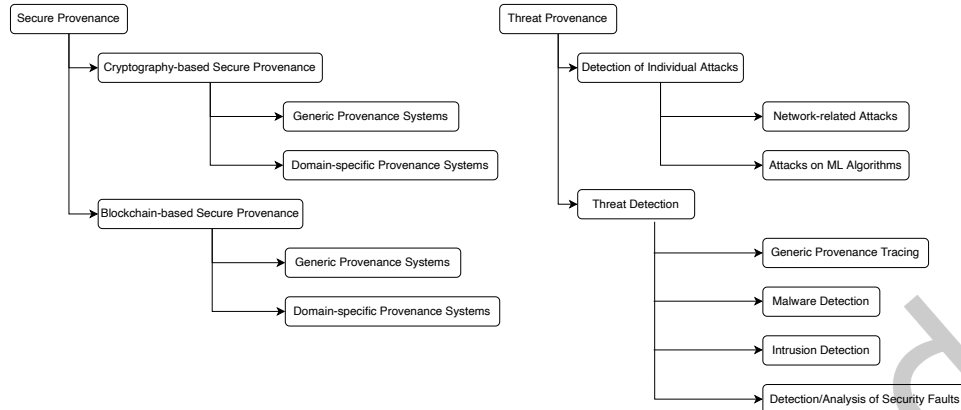 Secure Provenance
Cryptography-based Secure Provenance
Generic Provenance Systems
Domain-specific Provenance Systems
Blockchain-based Secure Provenance
Generic Provenance Systems
Domain-specific Provenance Systems
Threat Provenance
Detection of Individual Attacks
Network-related Attacks
Attacks on ML Algorithms
Threat Detection
Generic Provenance Tracing
Malware Detection
Intrusion Detection
Detection/Analysis of Security Faults